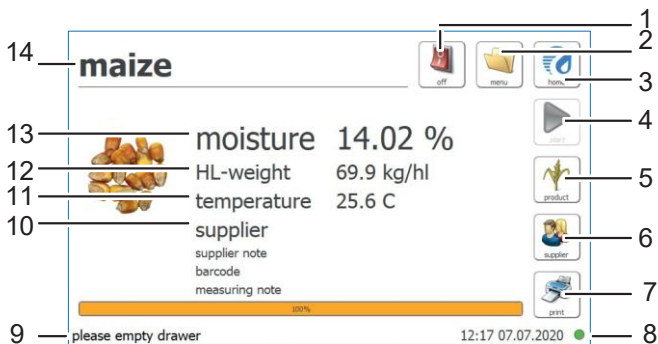 1
2
14
maize
off
menu
home
3
4
start
13
moisture 14.02 %
12
HL-weight 69.9 kg/hl
11
temperature 25.6 C
product
5
10
supplier
supplier note
barcode
measuring note
supplier
6
100%
print
7
9
please empty drawer
12:17 07.07.2020
8